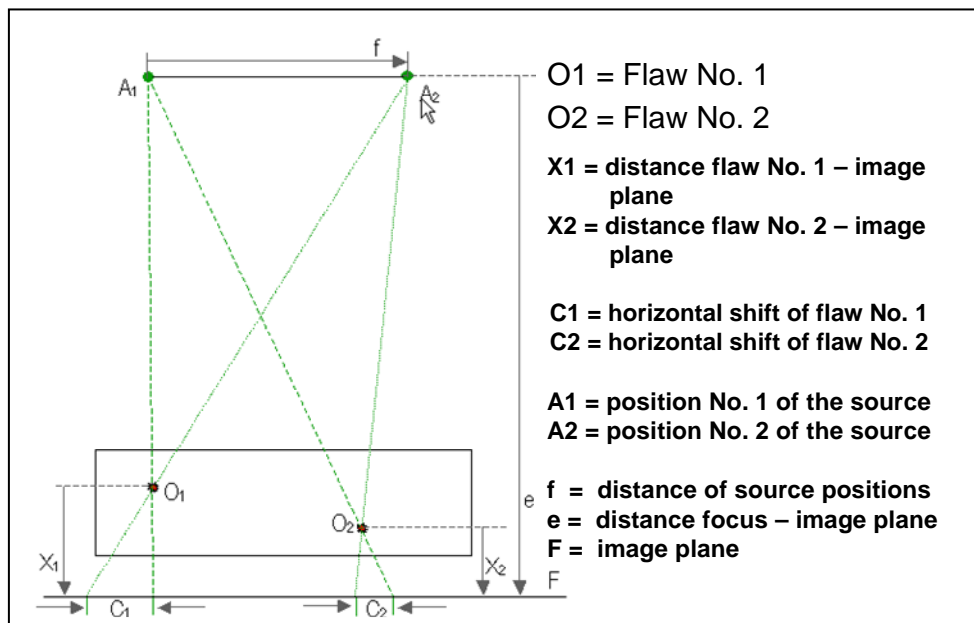 f
A₁
A₂
O₁
O₂
e
X₁
X₂
F
C₁
C₂
O1 = Flaw No. 1
O2 = Flaw No. 2
X1 = distance flaw No. 1 – image
plane
X2 = distance flaw No. 2 – image
plane
C1 = horizontal shift of flaw No. 1
C2 = horizontal shift of flaw No. 2
A1 = position No. 1 of the source
A2 = position No. 2 of the source
f = distance of source positions
e = distance focus – image plane
F = image plane